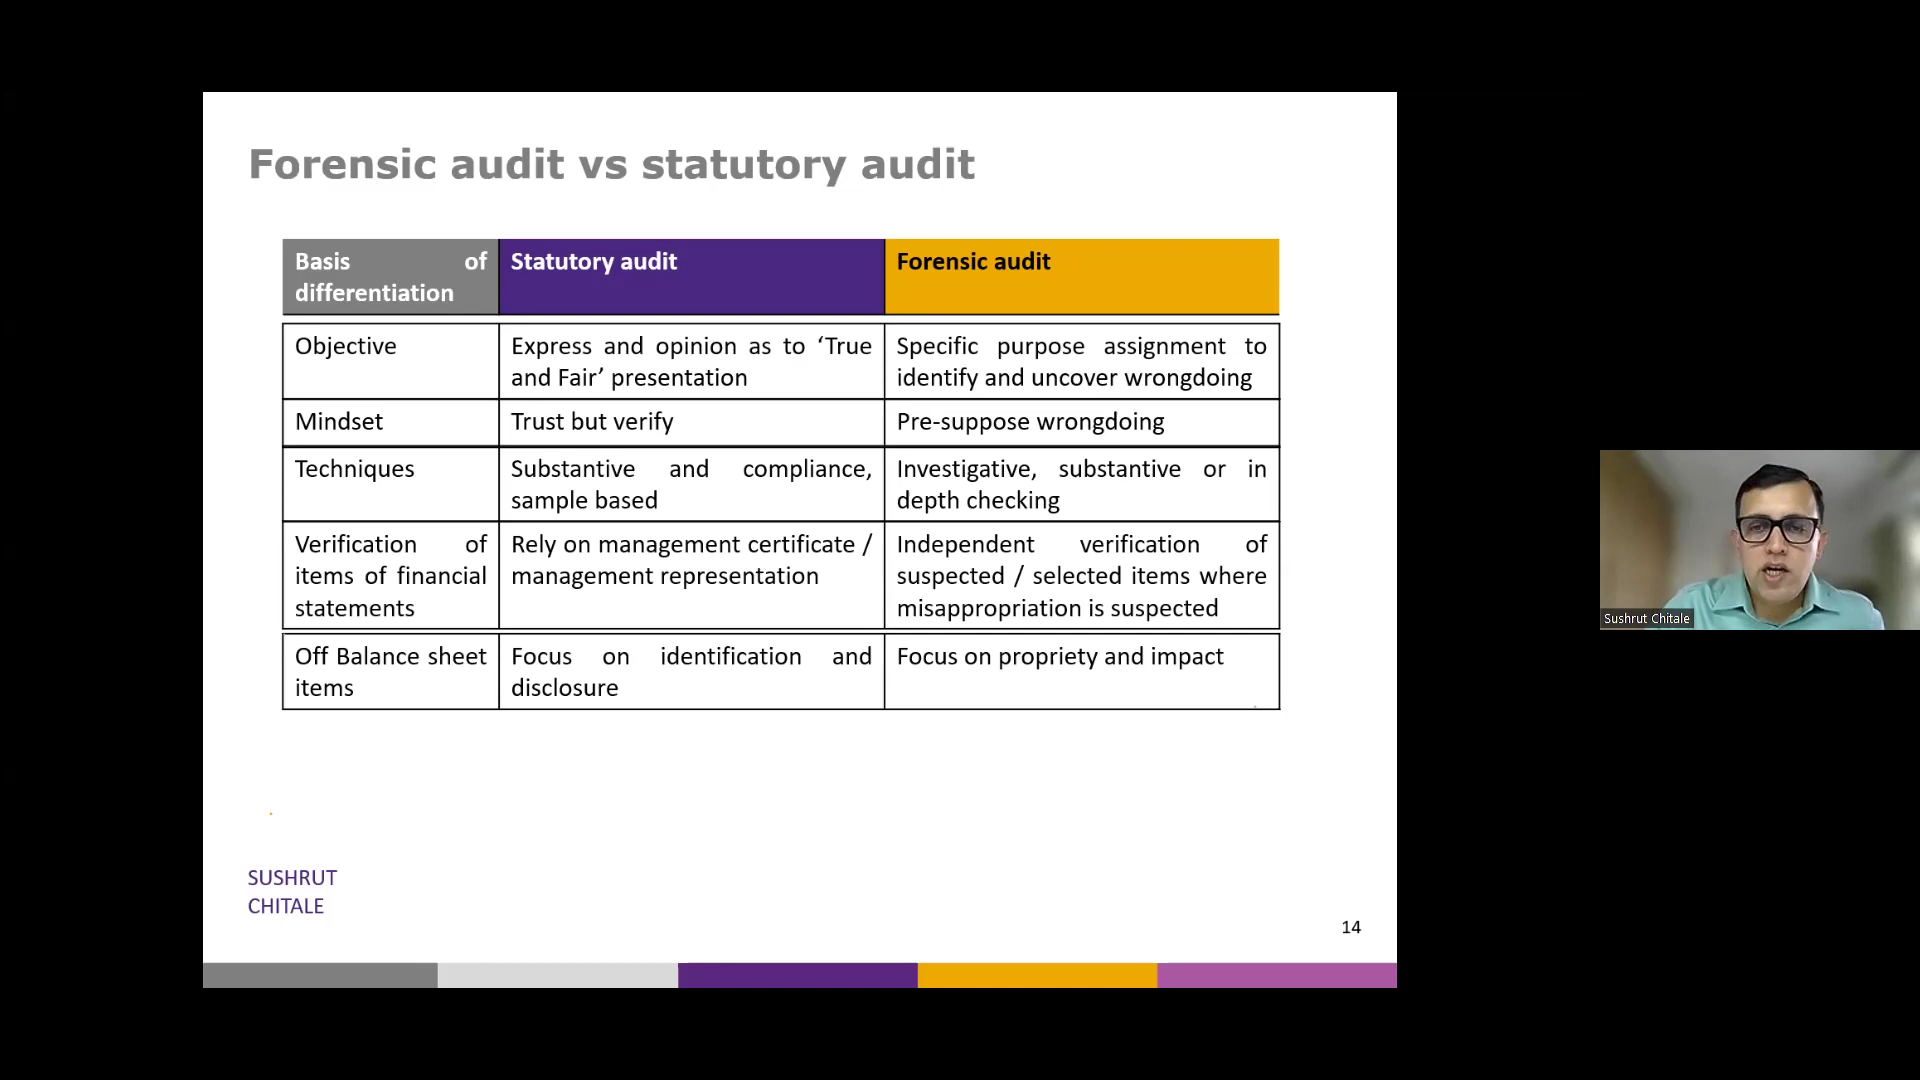 Forensic audit vs statutory audit
Basis of
differentiation
Statutory audit
Forensic audit
Objective
Express and opinion as to ‘True
and Fair’ presentation
Specific purpose assignment to
identify and uncover wrongdoing
Mindset
Trust but verify
Pre-suppose wrongdoing
Techniques
Substantive and compliance,
sample based
Investigative, substantive or in
depth checking
Verification of
items of financial
statements
Rely on management certificate /
management representation
Independent verification of
suspected / selected items where
misappropriation is suspected
Off Balance sheet
items
Focus on identification and
disclosure
Focus on propriety and impact
SUSHRUT
CHITALE
14
Sushrut Chitale